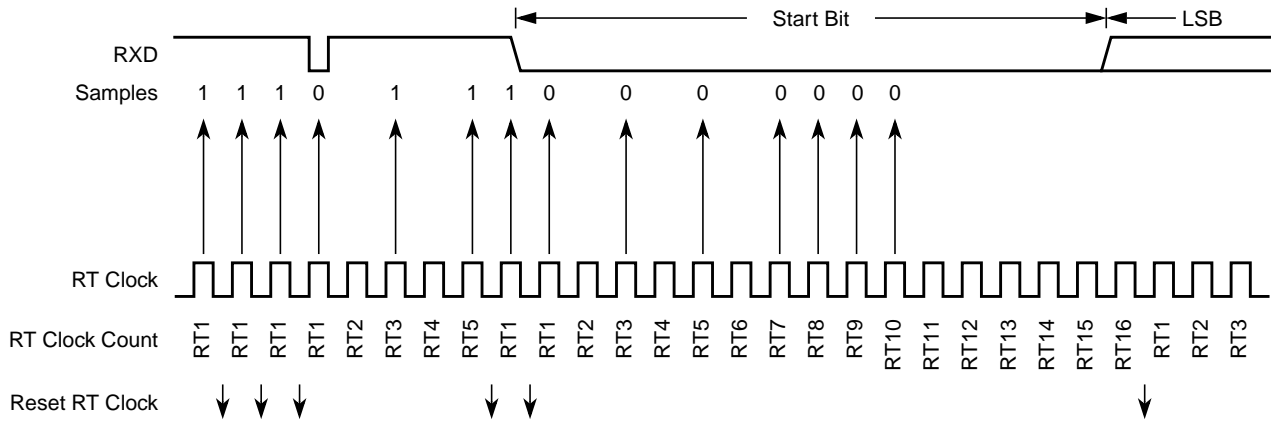 Start Bit
LSB
RXD
Samples 1 1 1 0 1 1 1 0 0 0 0 0 0 0
RT Clock
RT Clock Count RT1 RT1 RT1 RT1 RT2 RT3 RT4 RT5 RT1 RT1 RT2 RT3 RT4 RT5 RT6 RT7 RT8 RT9 RT10 RT11 RT12 RT13 RT14 RT15 RT16 RT1 RT2 RT3
Reset RT Clock